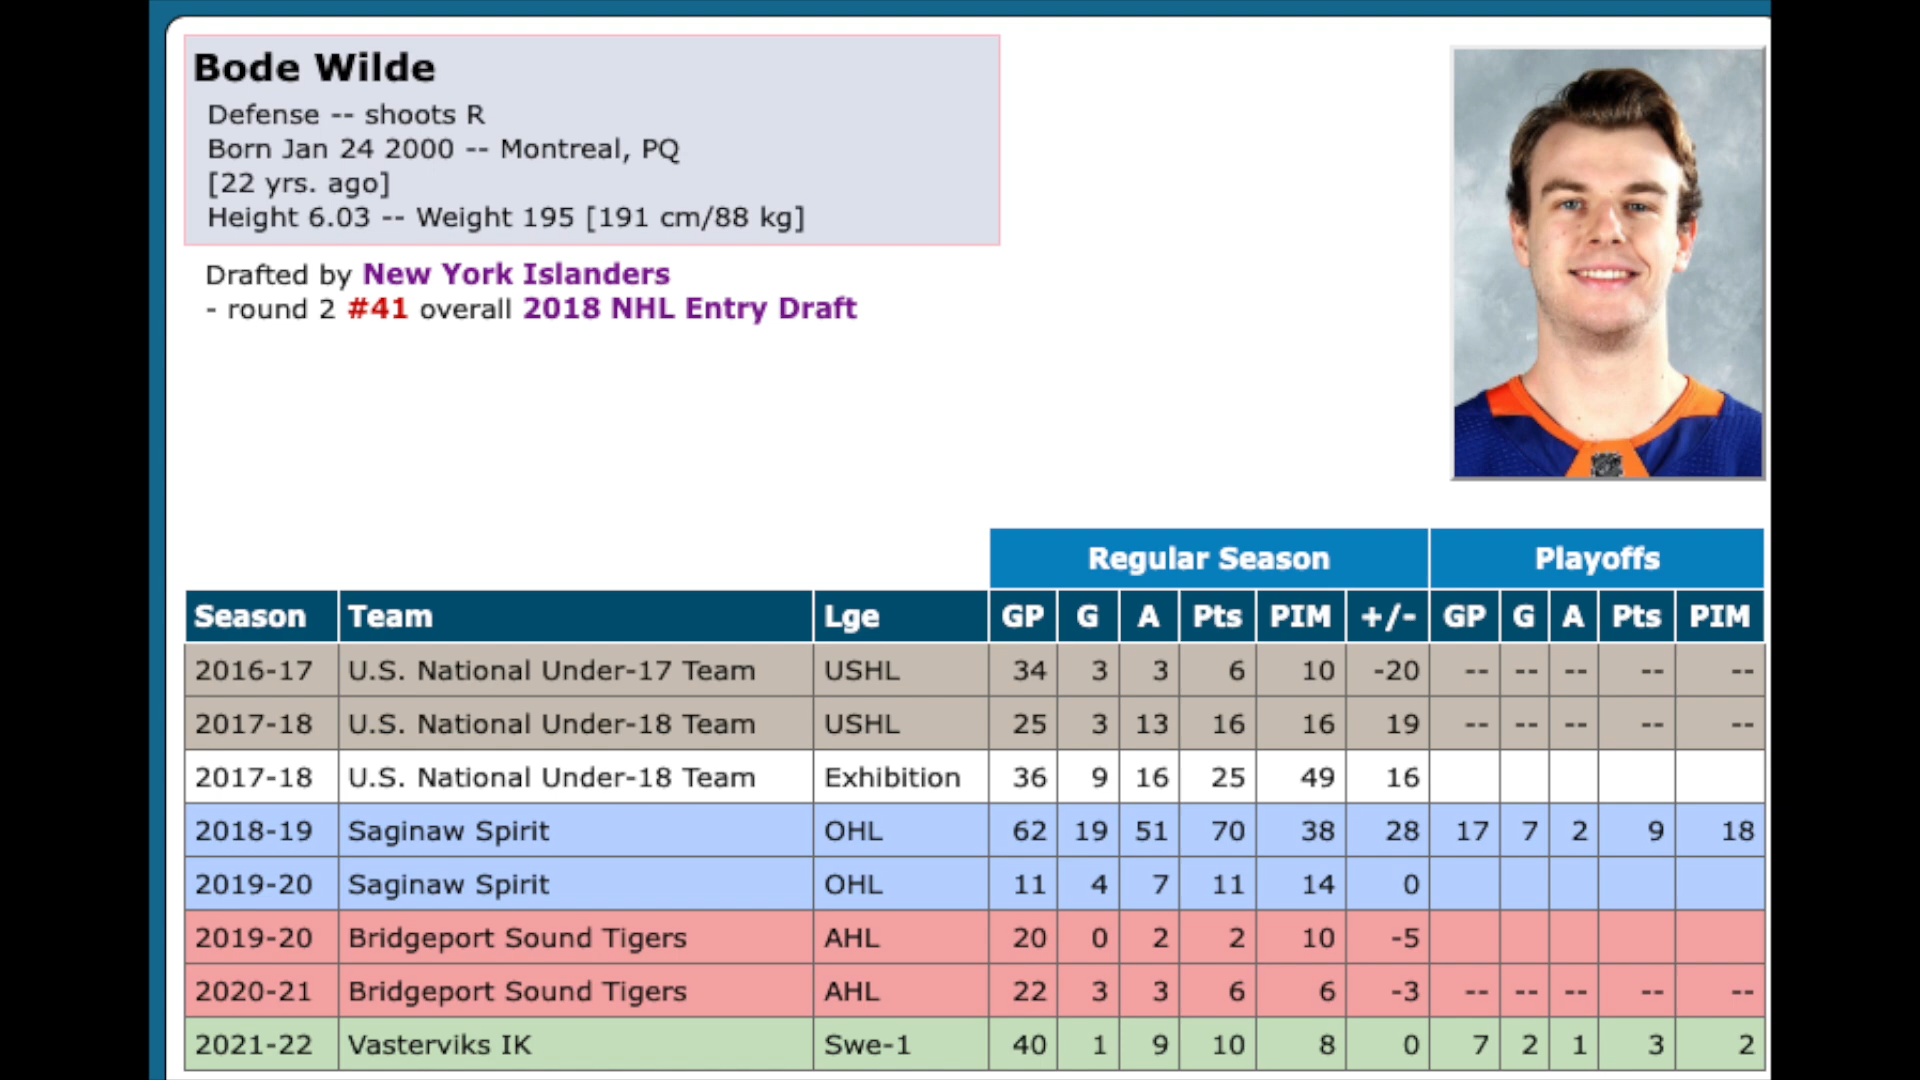 Bode Wilde
Defense -- shoots R
Born Jan 24 2000 -- Montreal, PQ
[22 yrs. ago]
Height 6.03 -- Weight 195 [191 cm/88 kg]
Drafted by New York Islanders
- round 2 #41 overall 2018 NHL Entry Draft
Regular Season Playoffs
Season Team Lge GP G A Pts PIM +/- GP G A Pts PIM
2016-17 U.S. National Under-17 Team USHL 34 3 3 6 10 -20 -- -- -- -- --
2017-18 U.S. National Under-18 Team USHL 25 3 13 16 16 19 -- -- -- -- --
2017-18 U.S. National Under-18 Team Exhibition 36 9 16 25 49 16
2018-19 Saginaw Spirit OHL 62 19 51 70 38 28 17 7 2 9 18
2019-20 Saginaw Spirit OHL 11 4 7 11 14 0
2019-20 Bridgeport Sound Tigers AHL 20 0 2 2 10 -5
2020-21 Bridgeport Sound Tigers AHL 22 3 3 6 6 -3 -- -- -- -- --
2021-22 Vasterviks IK Swe-1 40 1 9 10 8 0 7 2 1 3 2